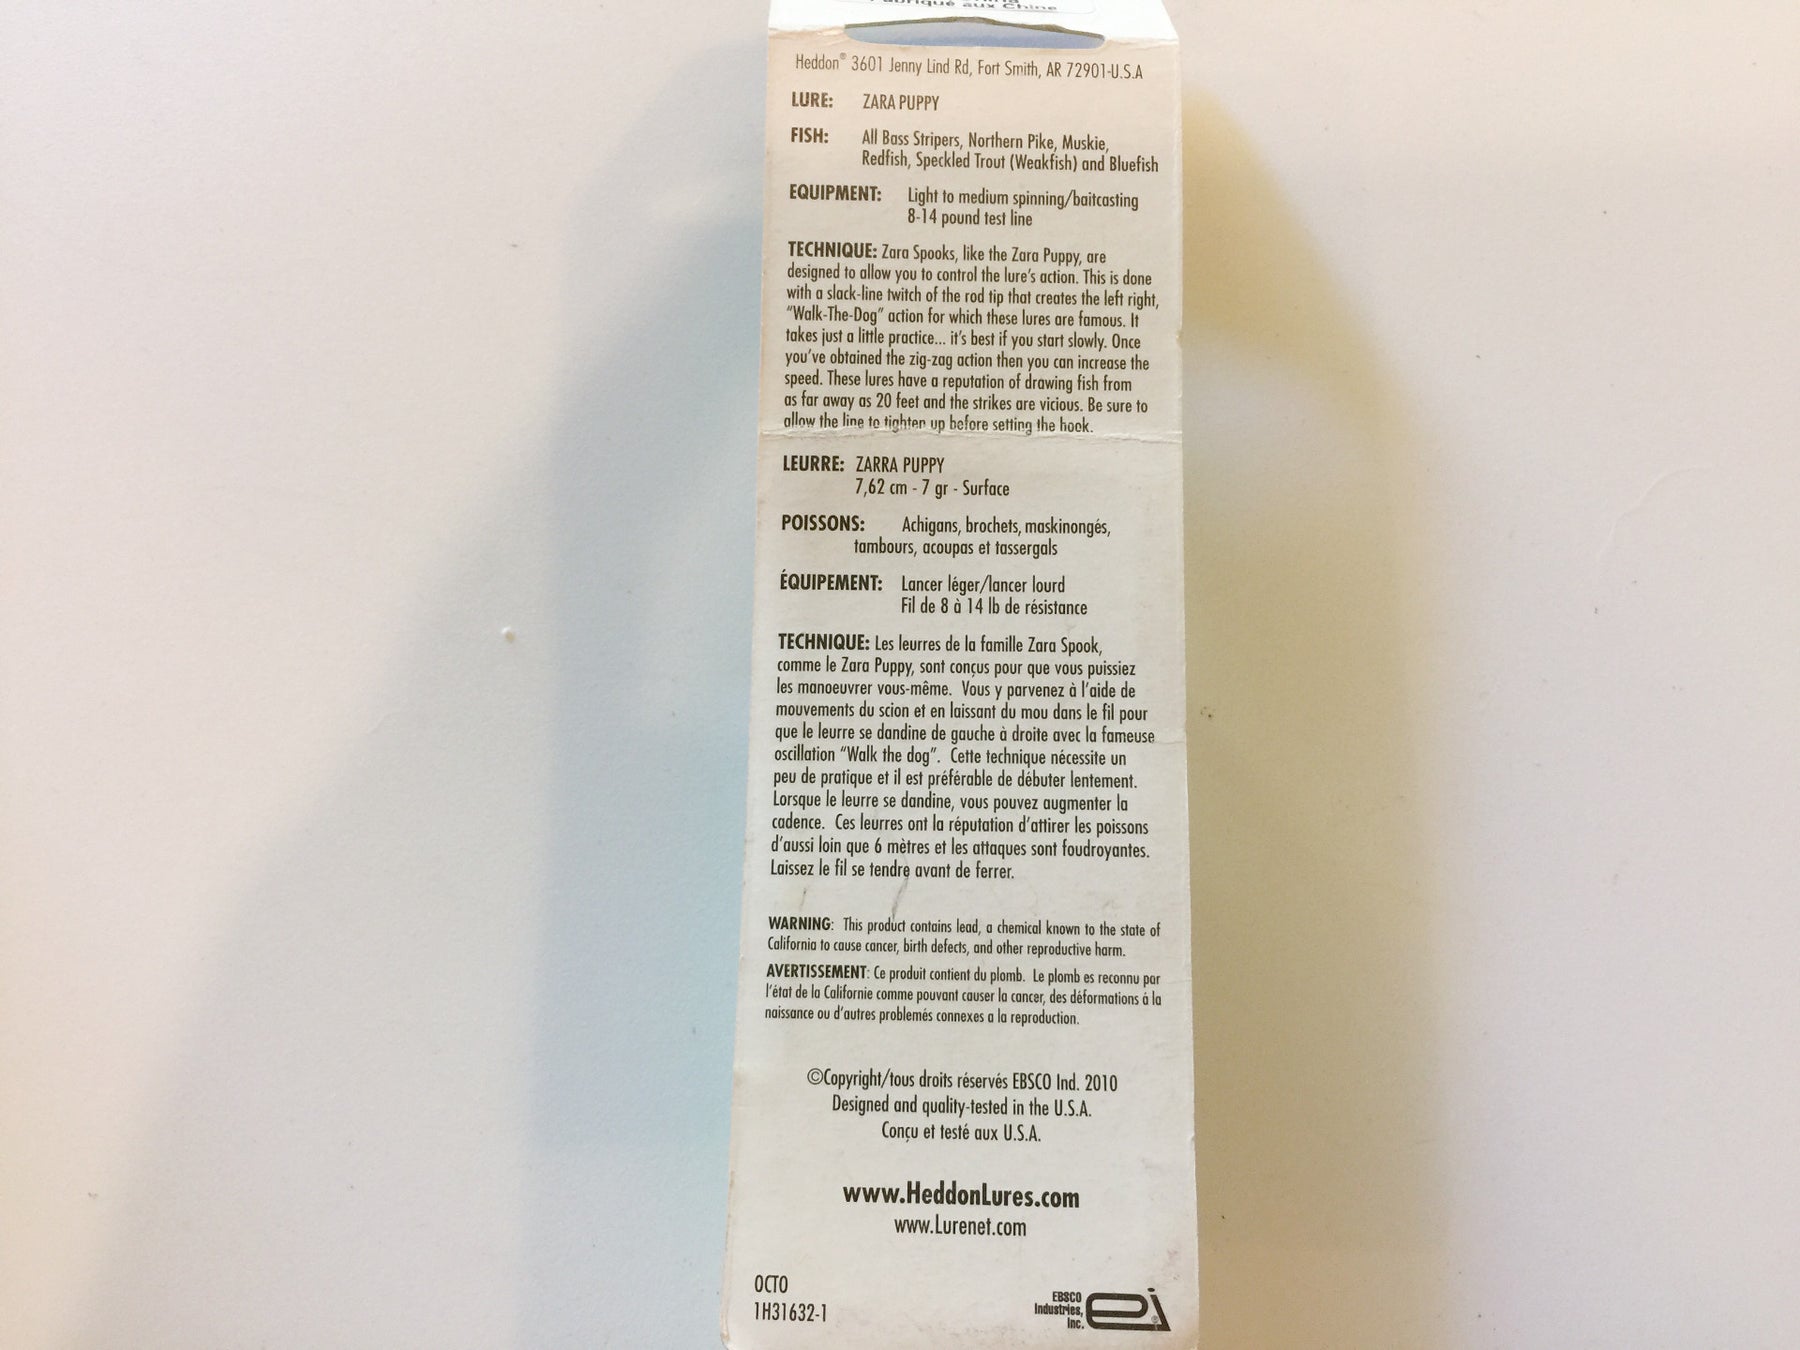 Fabriqué aux Chine
Heddon® 3601 Jenny Lind Rd, Fort Smith, AR 72901-U.S.A
LURE: ZARA PUPPY
FISH: All Bass Stripers, Northern Pike, Muskie,
Redfish, Speckled Trout (Weakfish) and Bluefish
EQUIPMENT: Light to medium spinning/baitcasting
8-14 pound test line
TECHNIQUE: Zara Spooks, like the Zara Puppy, are
designed to allow you to control the lure's action. This is done
with a slack-line twitch of the rod tip that creates the left right,
"Walk-The-Dog" action for which these lures are famous. It
takes just a little practice... it's best if you start slowly. Once
you've obtained the zig-zag action then you can increase the
speed. These lures have a reputation of drawing fish from
as far away as 20 feet and the strikes are vicious. Be sure to
allow the line to tighten up before setting the hook.
LEURRE: ZARRA PUPPY
7,62 cm - 7 gr - Surface
POISSONS: Achigans, brochets, maskinongés,
tambours, acoupas et tassergals
ÉQUIPEMENT: Lancer léger/lancer lourd
Fil de 8 à 14 lb de résistance
TECHNIQUE: Les leurres de la famille Zara Spook,
comme le Zara Puppy, sont conçus pour que vous puissiez
les manoeuvrer vous-même. Vous y parvenez à l'aide de
mouvements du scion et en laissant du mou dans le fil pour
que le leurre se dandine de gauche à droite avec la fameuse
oscillation "Walk the dog". Cette technique nécessite un
peu de pratique et il est préférable de débuter lentement.
Lorsque le leurre se dandine, vous pouvez augmenter la
cadence. Ces leurres ont la réputation d'attirer les poissons
d'aussi loin que 6 mètres et les attaques sont foudroyantes.
Laissez le fil se tendre avant de ferrer.
WARNING: This product contains lead, a chemical known to the state of
California to cause cancer, birth defects, and other reproductive harm.
AVERTISSEMENT: Ce produit contient du plomb. Le plomb es reconnu par
l'état de la Californie comme pouvant causer la cancer, des déformations á la
naissance ou d'autres problemés connexes a la reproduction.
©Copyright/tous droits réservés EBSCO Ind. 2010
Designed and quality-tested in the U.S.A.
Conçu et testé aux U.S.A.
www.HeddonLures.com
www.Lurenet.com
OCTO
1H31632-1
EBSCO
Industries,
Inc.
ei®